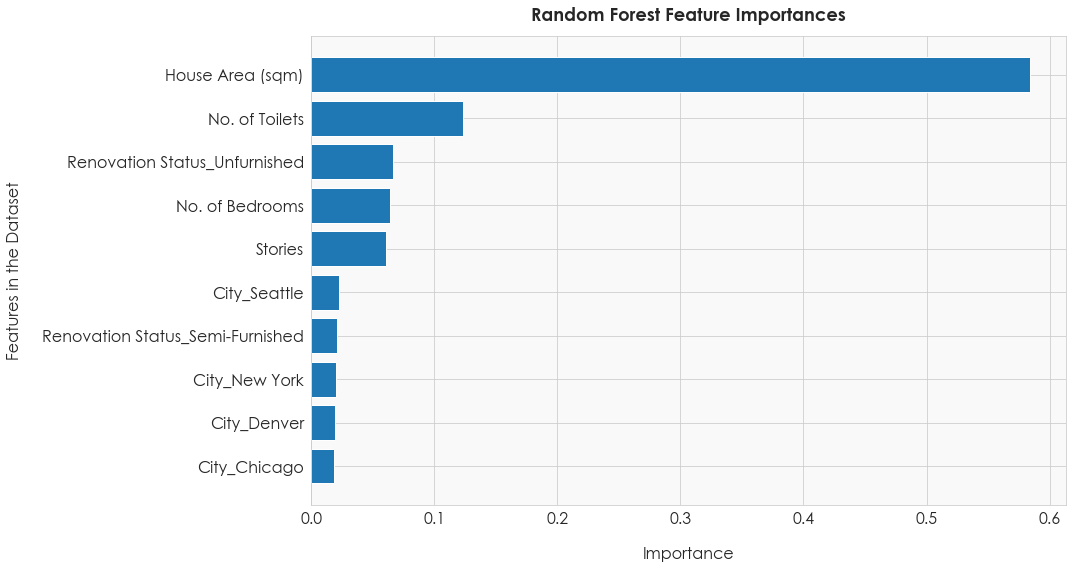 Random Forest Feature Importances
Features in the Dataset
House Area (sqm)
No. of Toilets
Renovation Status_Unfurnished
No. of Bedrooms
Stories
City_Seattle
Renovation Status_Semi-Furnished
City_New York
City_Denver
City_Chicago
0.0 0.1 0.2 0.3 0.4 0.5 0.6
Importance